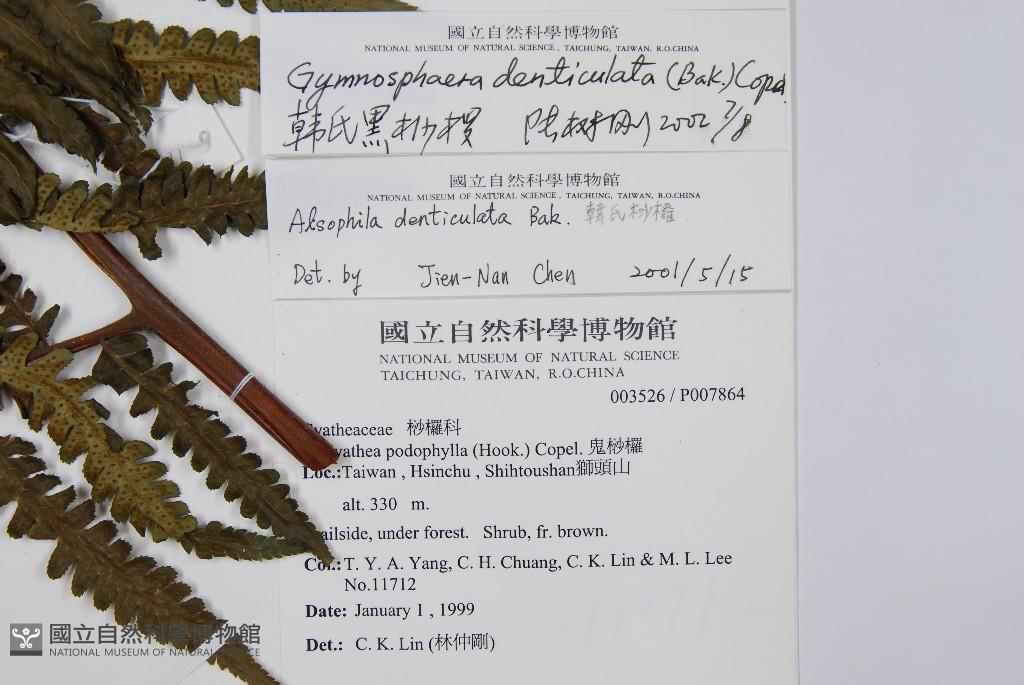 國立自然科學博物館
NATIONAL MUSEUM OF NATURAL SCIENCE, TAICHUNG, TAIWAN, R.O.CHINA
Gymnosphaera denticulata (Bak.) Copel.
韓氏黑桫欏 2002 7/8
國立自然科學博物館
NATIONAL MUSEUM OF NATURAL SCIENCE, TAICHUNG, TAIWAN, R.O.CHINA
Alsophila denticulata Bak. 韓氏桫欏
Det. by Jien-Nan Chen 2001/5/15
國立自然科學博物館
NATIONAL MUSEUM OF NATURAL SCIENCE
TAICHUNG, TAIWAN, R.O.CHINA
003526 / P007864
yatheaceae 桫欏科
yathea podophylla (Hook.) Copel. 鬼桫欏
Loc.:Taiwan , Hsinchu , Shihtoushan獅頭山
alt. 330 m.
ailside, under forest. Shrub, fr. brown.
Col.: T. Y. A. Yang, C. H. Chuang, C. K. Lin & M. L. Lee
No.11712
Date: January 1 , 1999
Det.: C. K. Lin (林仲剛)
國立自然科學博物館
NATIONAL MUSEUM OF NATURAL SCIENCE